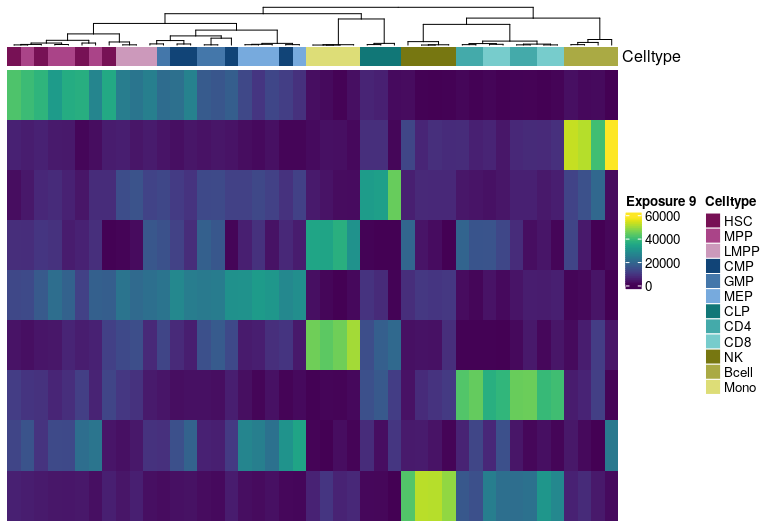 Celltype
Exposure 9
60000
40000
20000
0
Celltype
HSC
MPP
LMPP
CMP
GMP
MEP
CLP
CD4
CD8
NK
Bcell
Mono